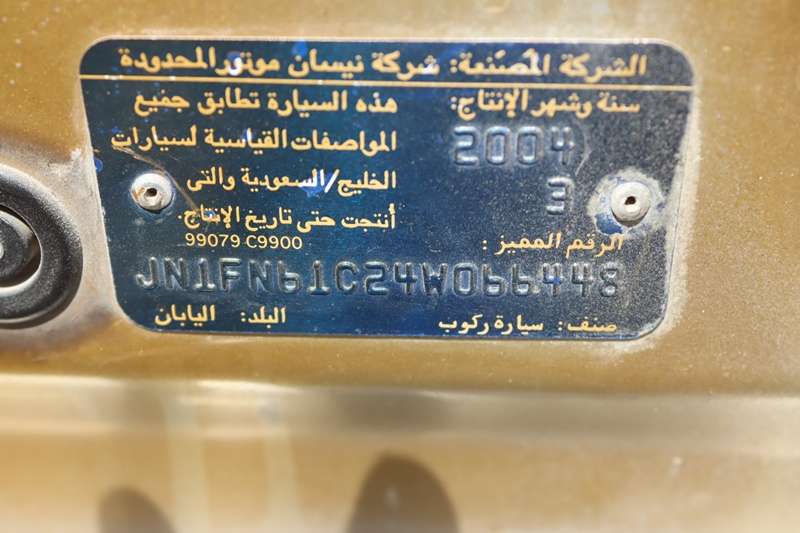 الشركة المصنعة: شركة نيسان موتور المحدودة
سنة وشهر الإنتاج:
2004
3
هذه السيارة تطابق جميع
المواصفات القياسية لسيارات
الخليج/السعودية والتى
أنتجت حتى تاريخ الإنتاج.
99079 C9900
الرقم المميز :
JN1FN61C24W066448
صنف: سيارة ركوب
البلد: اليابان